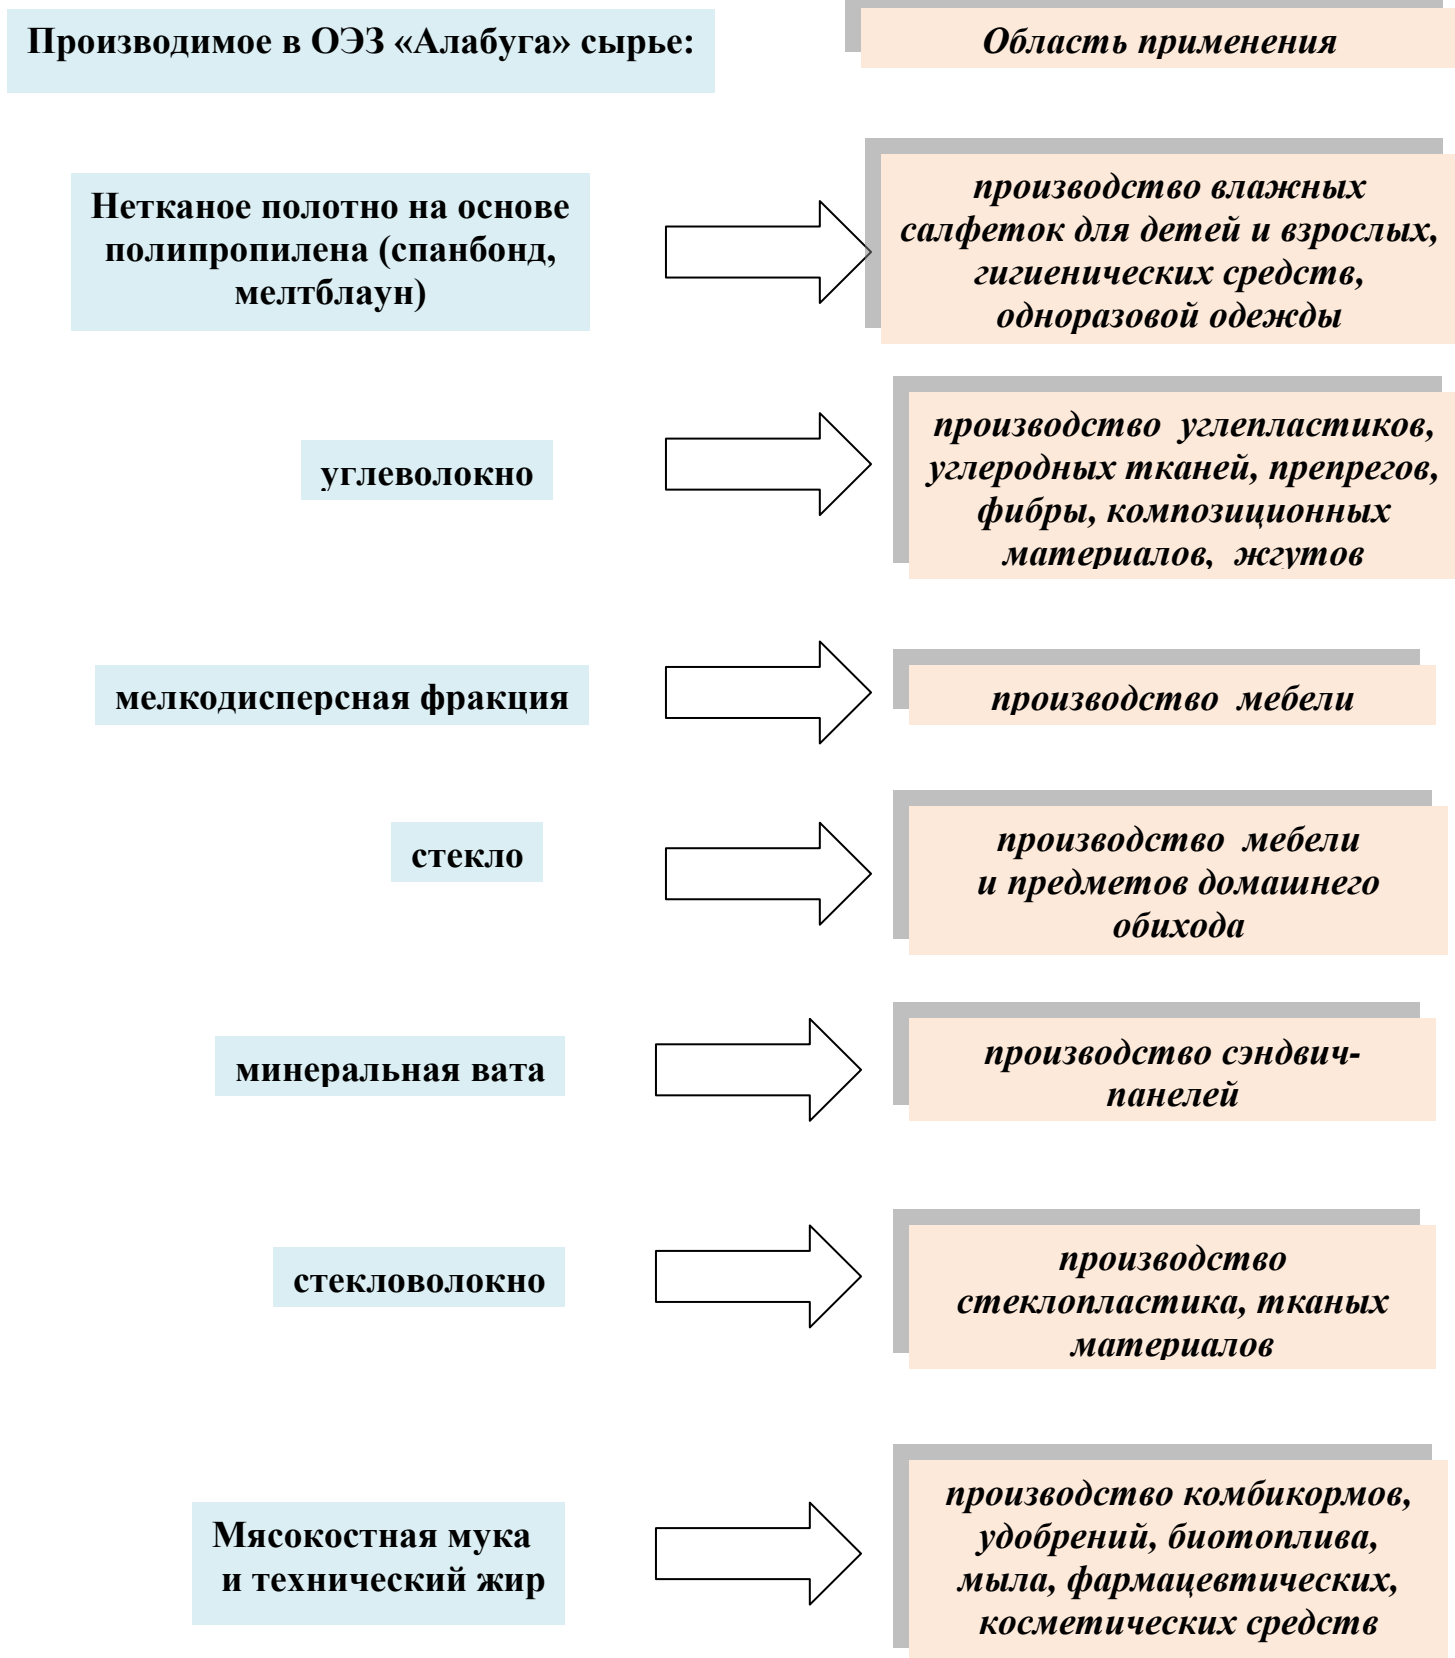 Производимое в ОЭЗ «Алабуга» сырье:
Область применения
Нетканое полотно на основе
полипропилена (спанбонд,
мелтблаун)
производство влажных
салфеток для детей и взрослых,
гигиенических средств,
одноразовой одежды
углеволокно
производство углепластиков,
углеродных тканей, препрегов,
фибры, композиционных
материалов, жгутов
мелкодисперсная фракция
производство мебели
стекло
производство мебели
и предметов домашнего
обихода
минеральная вата
производство сэндвич-
панелей
стекловолокно
производство
стеклопластика, тканых
материалов
Мясокостная мука
и технический жир
производство комбикормов,
удобрений, биотоплива,
мыла, фармацевтических,
косметических средств